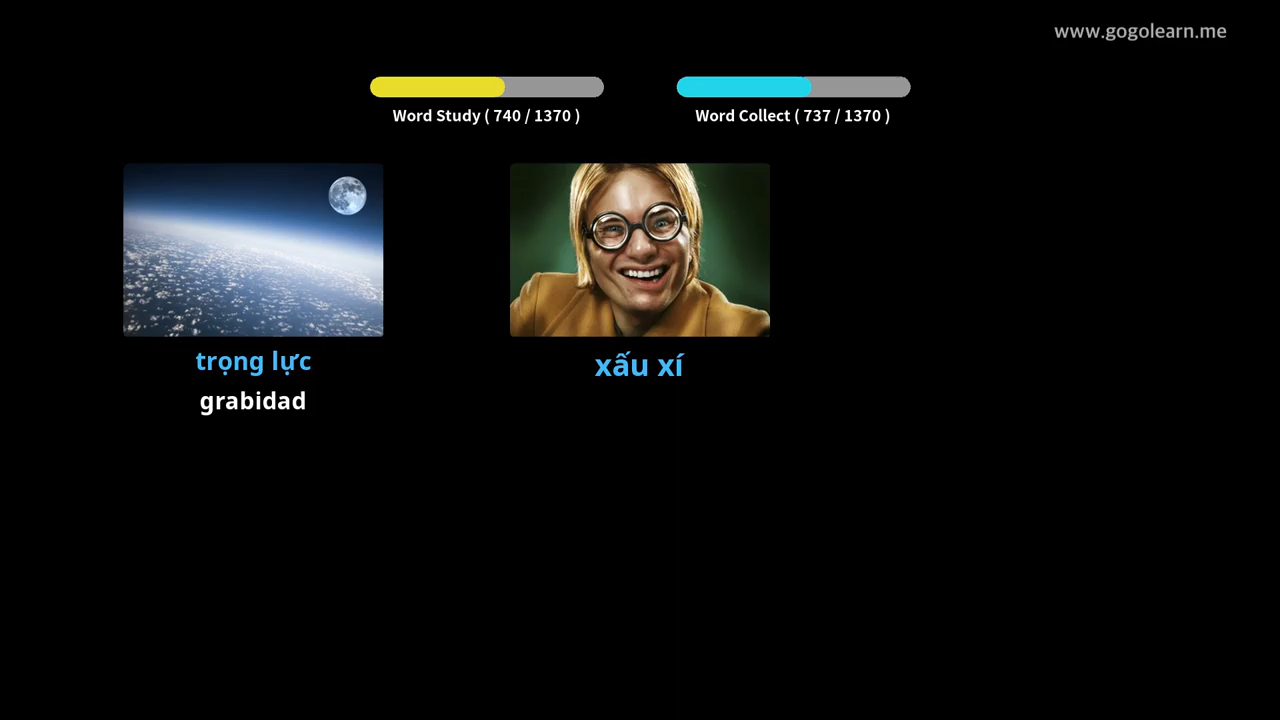 www.gogolearn.me
Word Study ( 740 / 1370 )
Word Collect ( 737 / 1370 )
trọng lực
grabidad
xấu xí